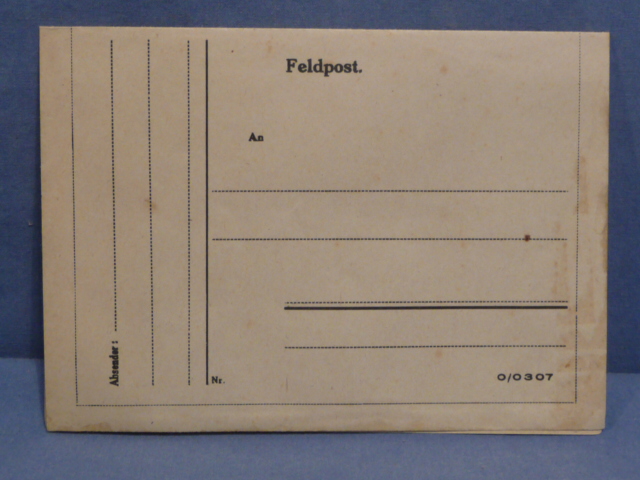 Feldpost.
An
Absender:
Nr.
0/0307